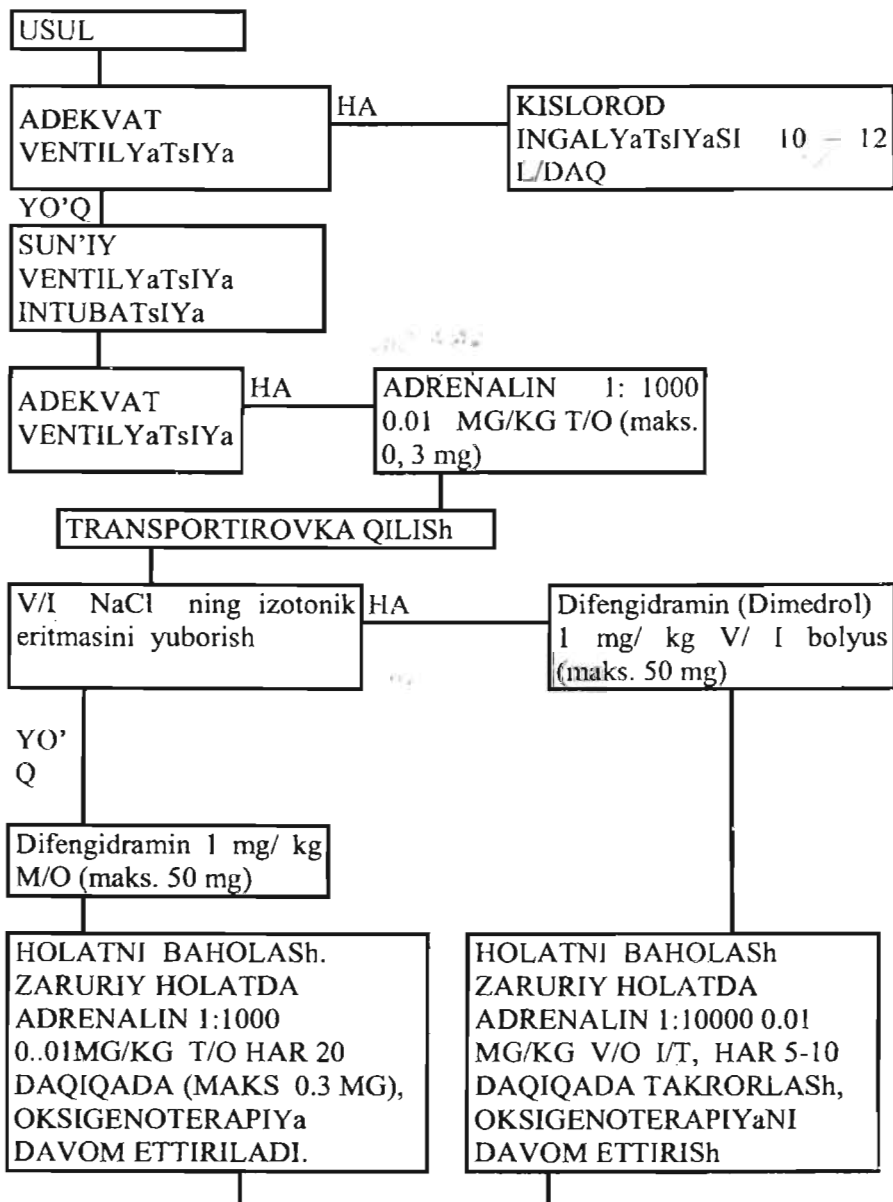 USUL
ADEKVAT
VENTILYaTsIYa
HA
KISLOROD
INGALYaTsIYaSI 10 – 12
L/DAQ
YO'Q
SUN'IY
VENTILYaTsIYa
INTUBATsIYa
ADEKVAT
VENTILYaTsIYa
HA
ADRENALIN 1: 1000
0.01 MG/KG T/O (maks.
0, 3 mg)
TRANSPORTIROVKA QILISh
V/I NaCl ning izotonik
eritmasini yuborish
HA
Difengidramin (Dimedrol)
1 mg/ kg V/ I bolyus
(maks. 50 mg)
YO'
Q
Difengidramin 1 mg/ kg
M/O (maks. 50 mg)
HOLATNI BAHOLASh.
ZARURIY HOLATDA
ADRENALIN 1:1000
0..01MG/KG T/O HAR 20
DAQIQADA (MAKS 0.3 MG),
OKSIGENOTERAPIYa
DAVOM ETTIRILADI.
HOLATNI BAHOLASh
ZARURIY HOLATDA
ADRENALIN 1:10000 0.01
MG/KG V/O I/T, HAR 5-10
DAQIQADA TAKRORLASh,
OKSIGENOTERAPIYaNI
DAVOM ETTIRISh